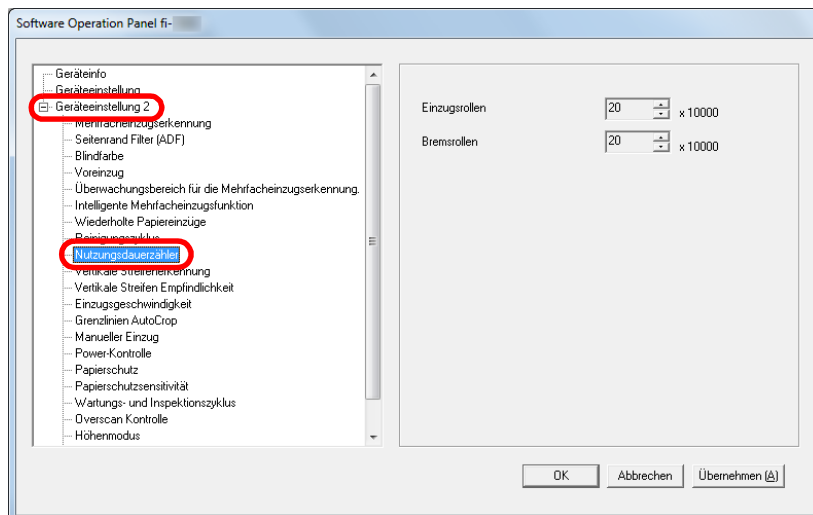 Software Operation Panel fi-
Geräteinfo
Geräteeinstellung
Geräteeinstellung 2
Mehrfacheinzugserkennung
Seitenrand Filter (ADF)
Blindfarbe
Voreinzug
Überwachungsbereich für die Mehrfacheinzugserkennung.
Intelligente Mehrfacheinzugsfunktion
Wiederholte Papiereinzüge
Reinigungszyklus
Nutzungsdauerzähler
Vertikale Streifenerkennung
Vertikale Streifen Empfindlichkeit
Einzugsgeschwindigkeit
Grenzlinien AutoCrop
Manueller Einzug
Power-Kontrolle
Papierschutz
Papierschutzsensitivität
Wartungs- und Inspektionszyklus
Overscan Kontrolle
Höhenmodus
Einzugsrollen 20 x 10000
Bremsrollen 20 x 10000
OK Abbrechen Übernehmen (A)